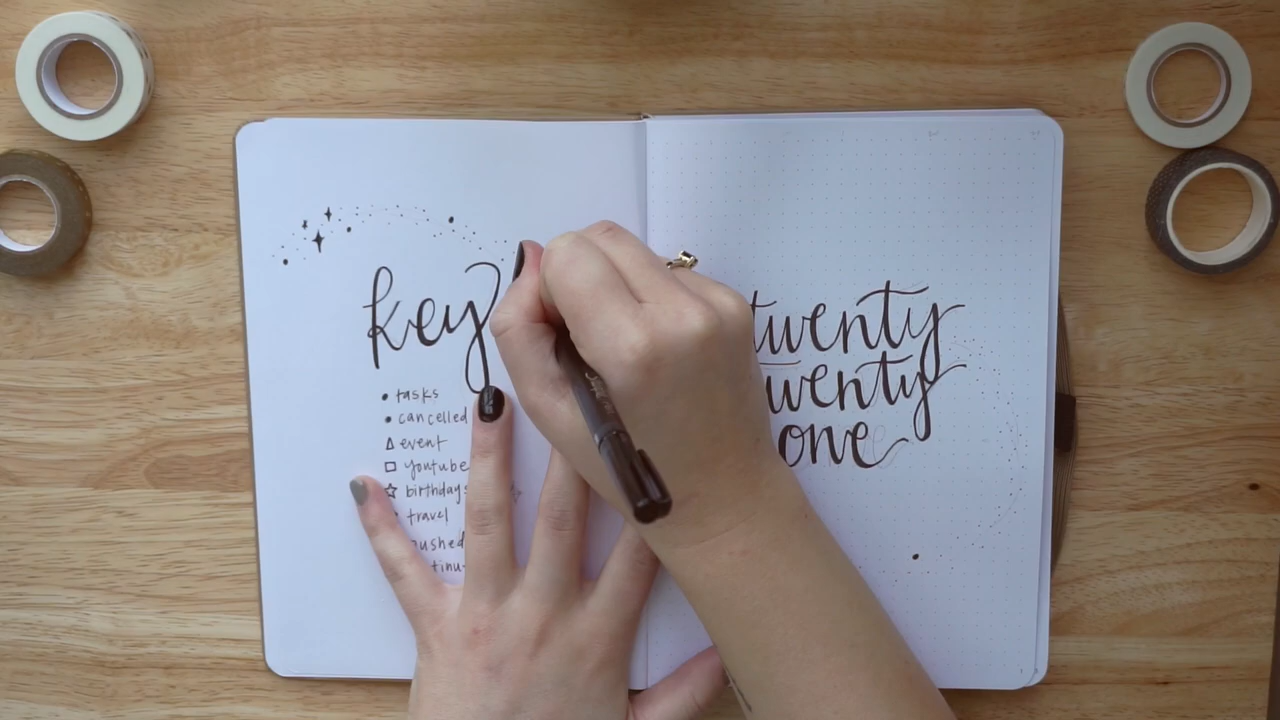 key
tasks
cancelled
event
youtube
birthdays
travel
twenty
twenty
one